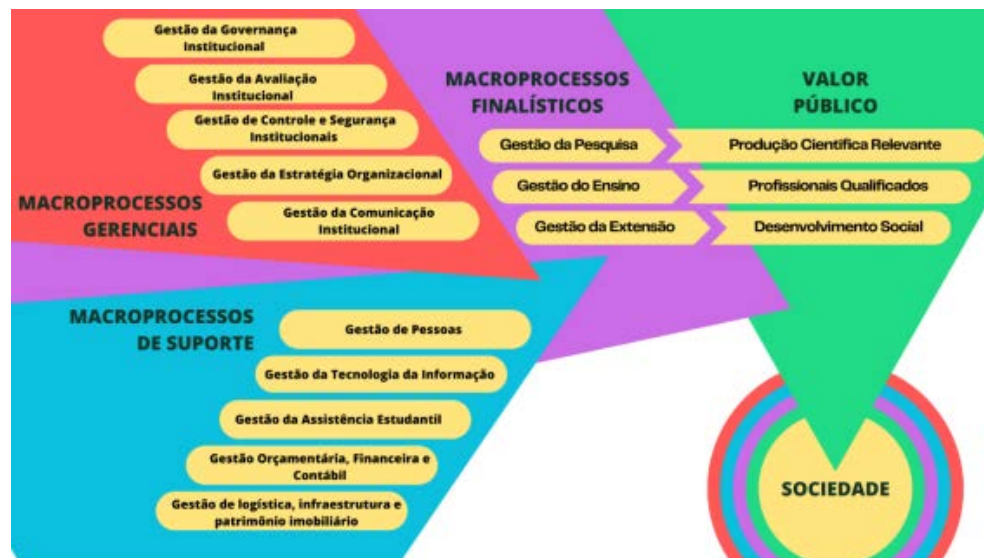 Gestão da Governança
Institucional
Gestão da Avaliação
Institucional
Gestão de Controle e Segurança
Institucionais
Gestão da Estratégia Organizacional
Gestão da Comunicação
Institucional
MACROPROCESSOS
GERENCIAIS
MACROPROCESSOS
FINALÍSTICOS
Gestão da Pesquisa
Gestão do Ensino
Gestão da Extensão
VALOR
PÚBLICO
Produção Científica Relevante
Profissionais Qualificados
Desenvolvimento Social
MACROPROCESSOS
DE SUPORTE
Gestão de Pessoas
Gestão da Tecnologia da Informação
Gestão da Assistência Estudantil
Gestão Orçamentária, Financeira e
Contábil
Gestão de logística, infraestrutura e
patrimônio imobiliário
SOCIEDADE